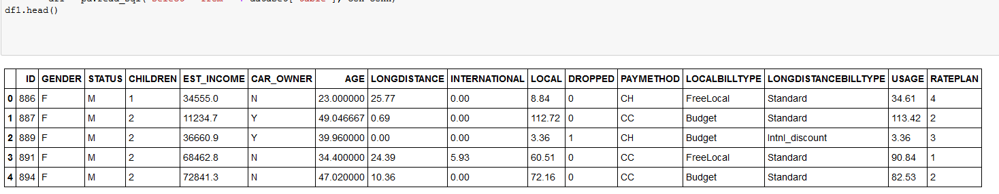 df1.head()
ID GENDER STATUS CHILDREN EST_INCOME CAR_OWNER AGE LONGDISTANCE INTERNATIONAL LOCAL DROPPED PAYMETHOD LOCALBILLTYPE LONGDISTANCEBILLTYPE USAGE RATEPLAN
0 886 F M 1 34555.0 N 23.000000 25.77 0.00 8.84 0 CH FreeLocal Standard 34.61 4
1 887 F M 2 11234.7 Y 49.046667 0.69 0.00 112.72 0 CC Budget Standard 113.42 2
2 889 F M 2 36660.9 Y 39.960000 0.00 0.00 3.36 1 CH Budget Intnl_discount 3.36 3
3 891 F M 2 68462.8 N 34.400000 24.39 5.93 60.51 0 CC FreeLocal Standard 90.84 1
4 894 F M 2 72841.3 N 47.020000 10.36 0.00 72.16 0 CC Budget Standard 82.53 2